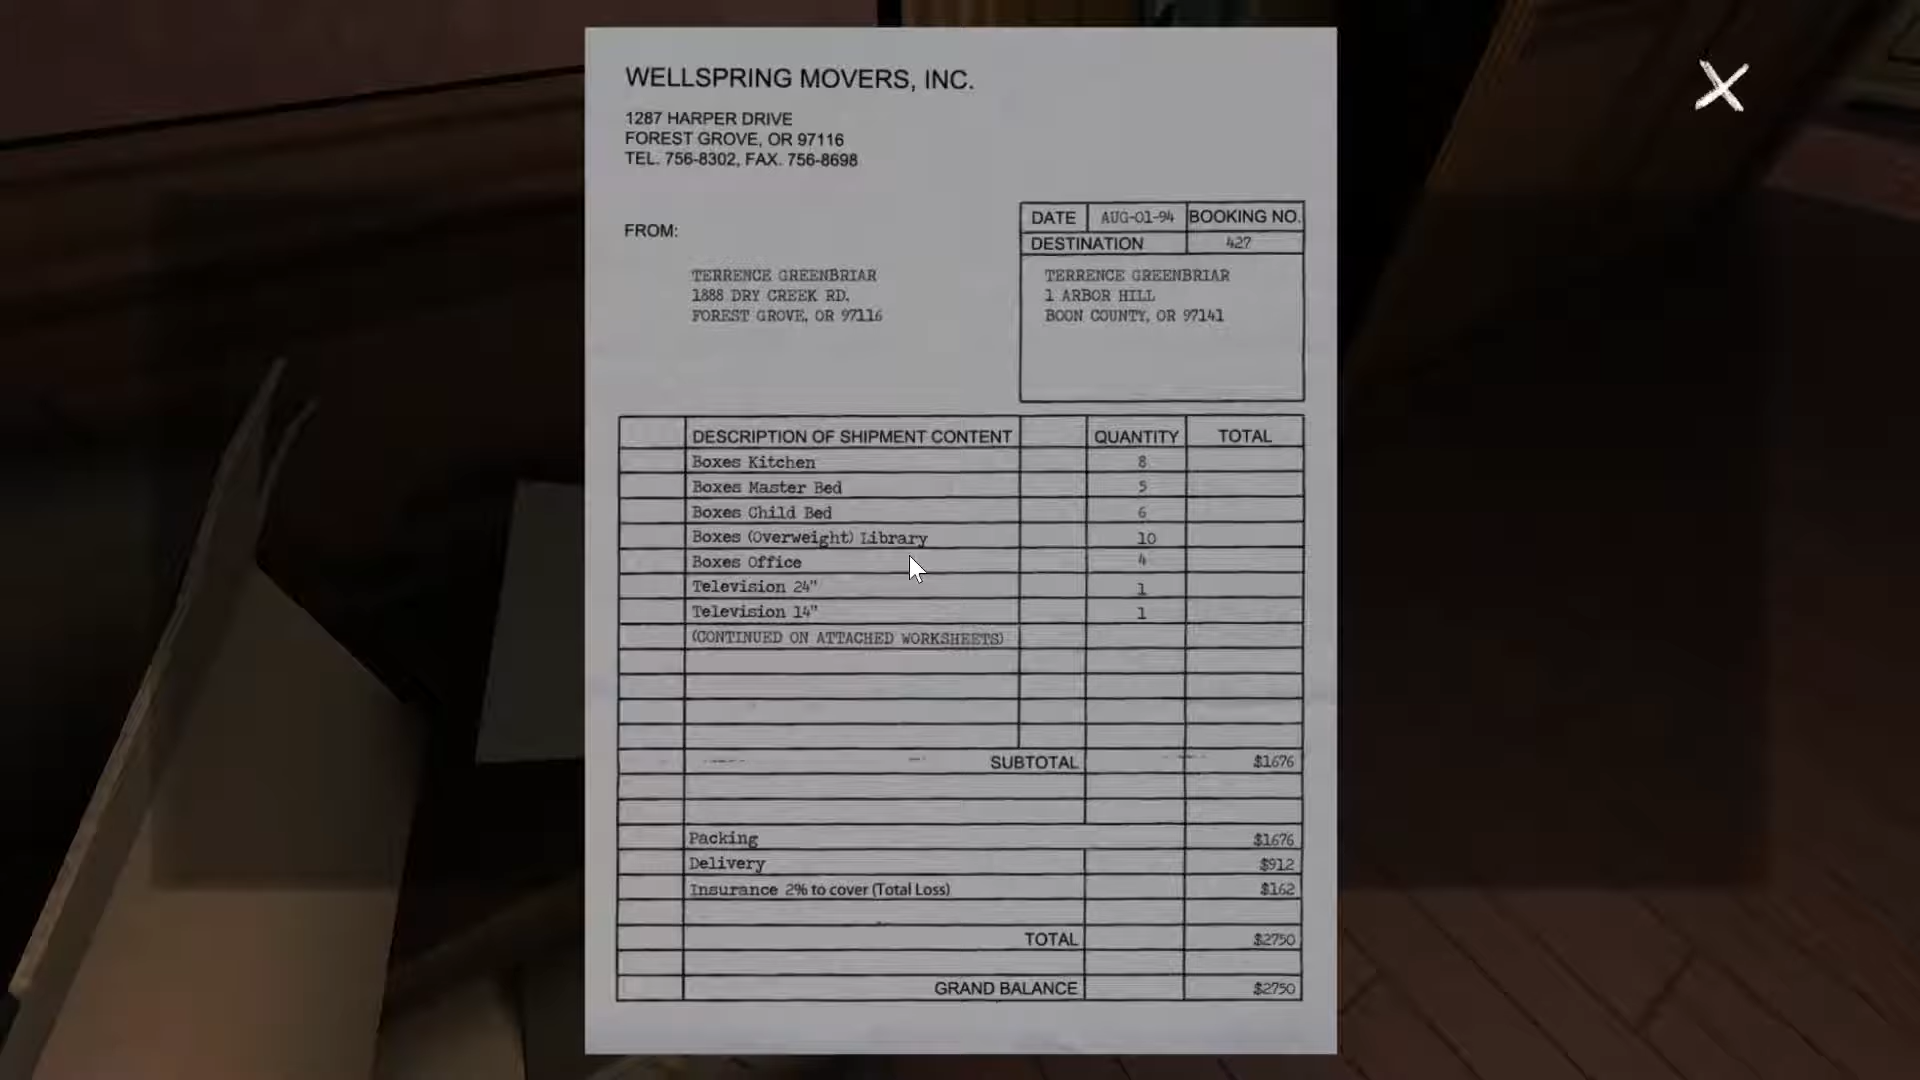 WELLSPRING MOVERS, INC.
1287 HARPER DRIVE
FOREST GROVE, OR 97116
TEL. 756-8302, FAX. 756-8698
DATE AUG-01-94 BOOKING NO.
DESTINATION 427
FROM:
TERRENCE GREENBRIAR
1888 DRY CREEK RD.
FOREST GROVE, OR 97116
TERRENCE GREENBRIAR
1 ARBOR HILL
BOON COUNTY, OR 97141
DESCRIPTION OF SHIPMENT CONTENT QUANTITY TOTAL
Boxes Kitchen 8
Boxes Master Bed 5
Boxes Child Bed 6
Boxes (Overweight) Library 10
Boxes Office 4
Television 24" 1
Television 14" 1
(CONTINUED ON ATTACHED WORKSHEETS)
SUBTOTAL $1676
Packing $1676
Delivery $912
Insurance 2% to cover (Total Loss) $162
TOTAL $2750
GRAND BALANCE $2750